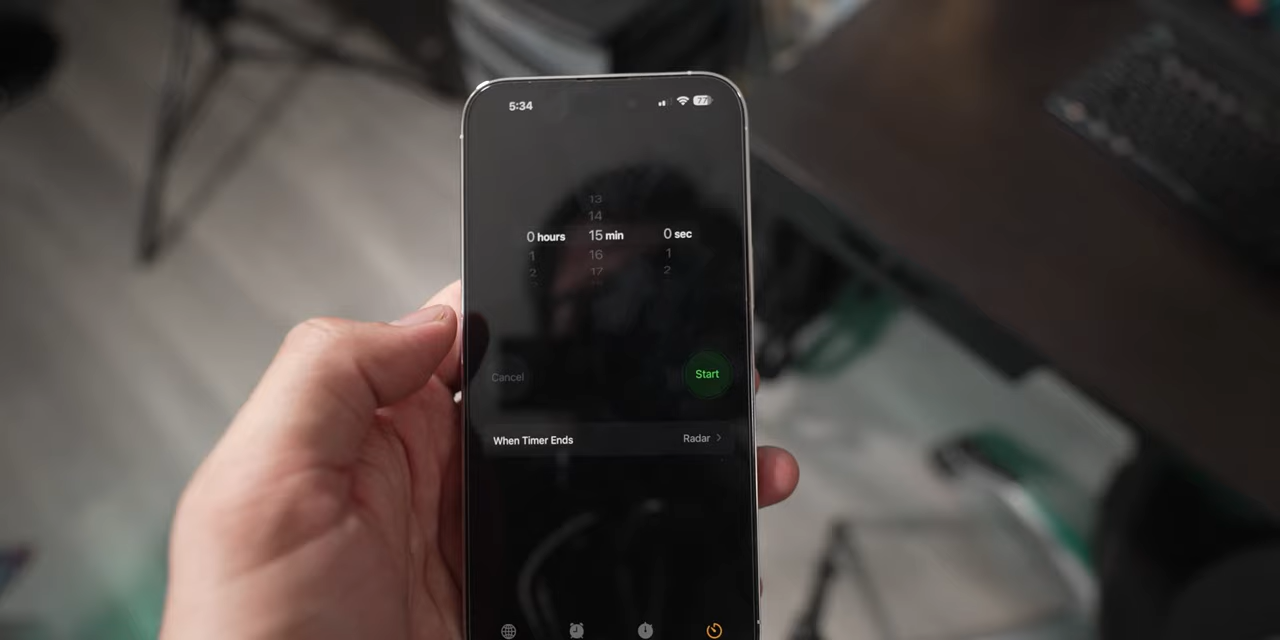 5:34 77
13
14
0 hours 15 min 0 sec
1 16 1
2 17 2
Cancel Start
When Timer Ends Radar